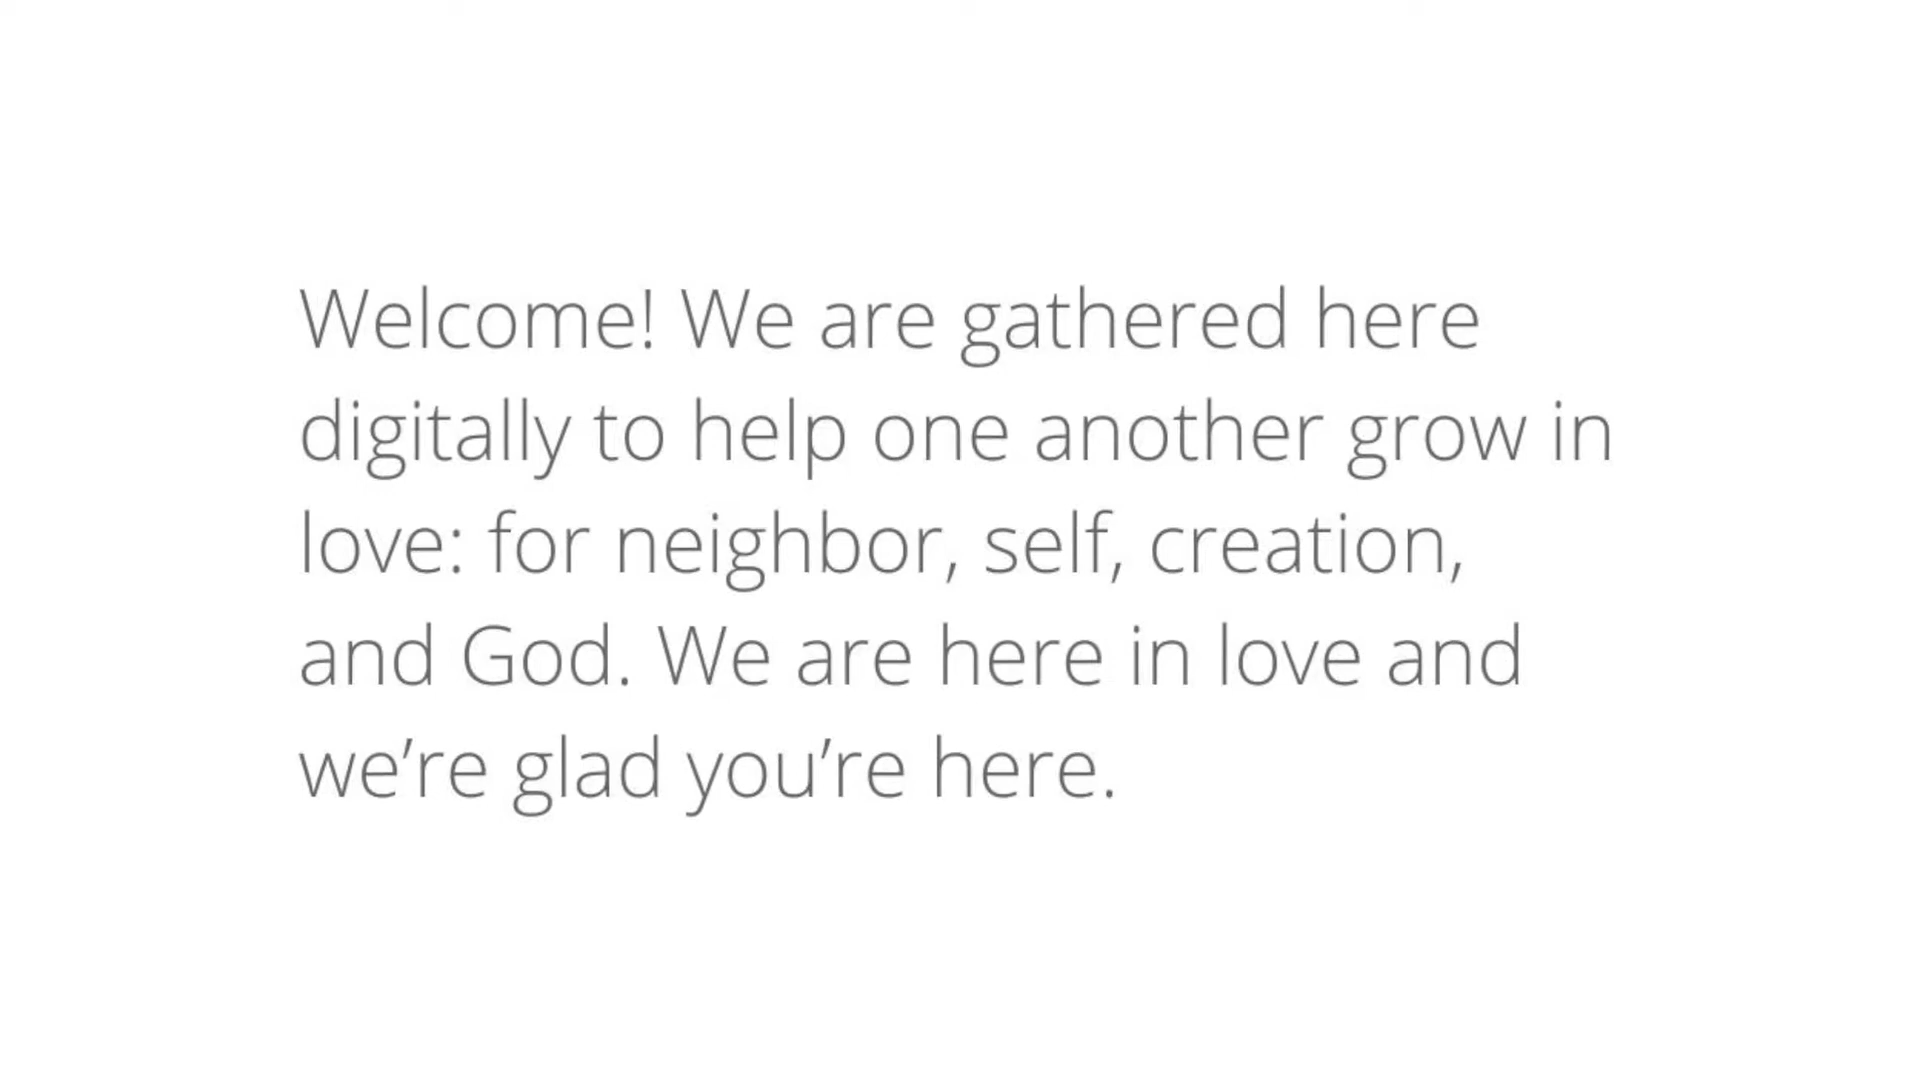 Welcome! We are gathered here
digitally to help one another grow in
love: for neighbor, self, creation,
and God. We are here in love and
we’re glad you’re here.